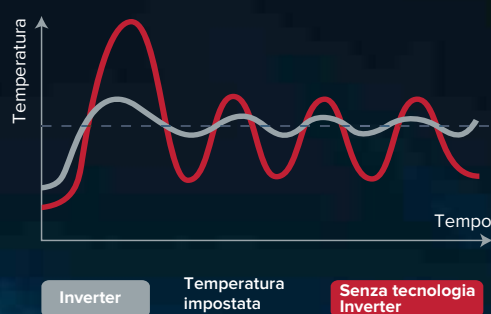 Temperatura
Tempo
Inverter
Temperatura
impostata
Senza tecnologia
Inverter